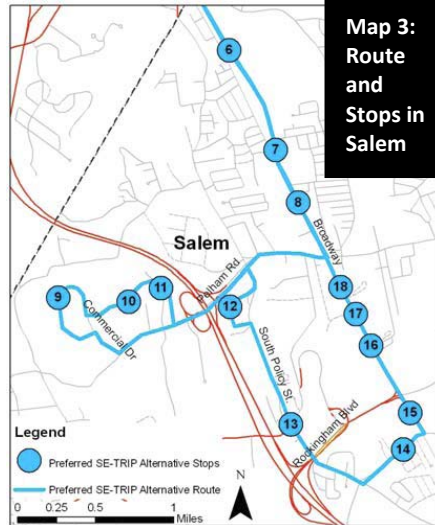 Map 3:
Route
and
Stops in
Salem
6
7
8
Broadway
Salem
Pelham Rd
9
10
11
Commercial Dr
12
18
17
16
South Policy St.
13
Rockingham Blvd
15
14
Legend
Preferred SE-TRIP Alternative Stops
Preferred SE-TRIP Alternative Route
N
0 0.25 0.5 1
Miles